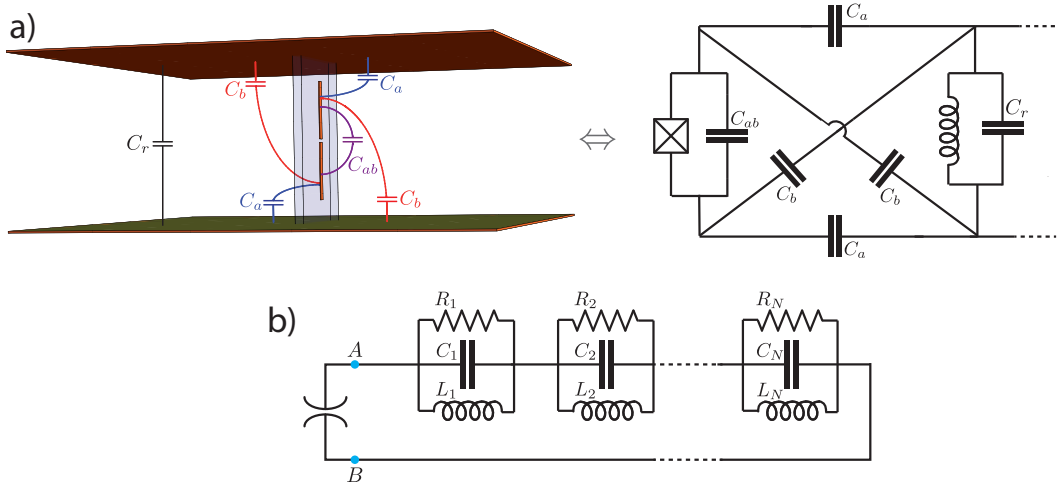 a)
C_b
C_a
C_r
C_ab
C_a
C_b
⇔
C_a
C_ab
C_r
C_b
C_b
C_a
b)
R_1
R_2
R_N
A
C_1
C_2
C_N
L_1
L_2
L_N
B